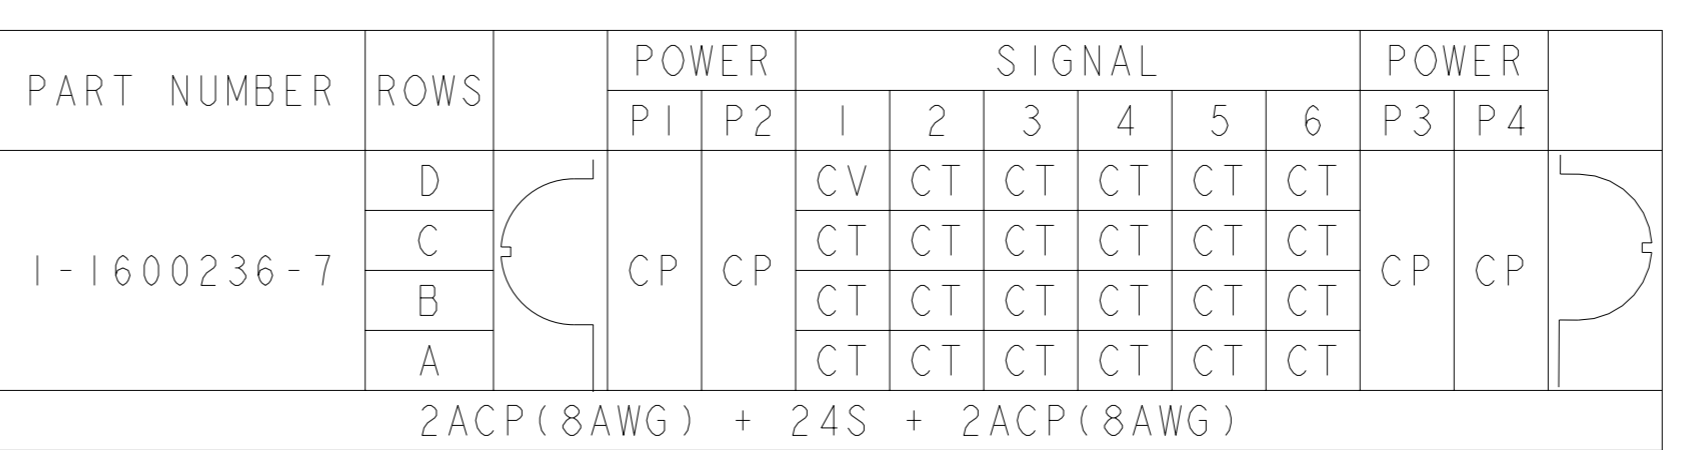 POWER SIGNAL POWER
PART NUMBER ROWS
P1 P2 1 2 3 4 5 6 P3 P4
D CV CT CT CT CT CT
C CT CT CT CT CT CT
1-1600236-7 CP CP CP CP
B CT CT CT CT CT CT
A CT CT CT CT CT CT
2ACP(8AWG) + 24S + 2ACP(8AWG)